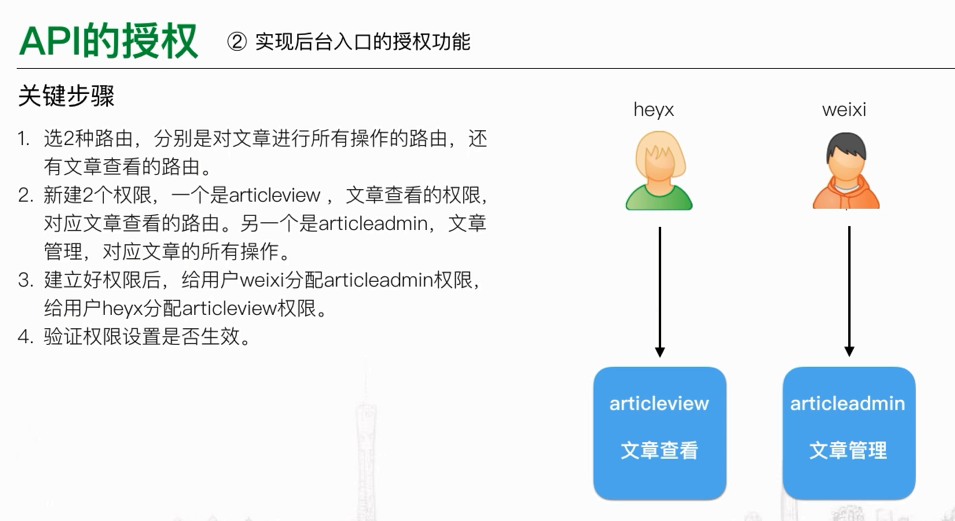 API的授权
② 实现后台入口的授权功能
关键步骤
1. 选2种路由，分别是对文章进行所有操作的路由，还
有文章查看的路由。
2. 新建2个权限，一个是articleview ，文章查看的权限，
对应文章查看的路由。另一个是articleadmin，文章
管理，对应文章的所有操作。
3. 建立好权限后，给用户weixi分配articleadmin权限，
给用户heyx分配articleview权限。
4. 验证权限设置是否生效。
heyx
weixi
articleview
文章查看
articleadmin
文章管理